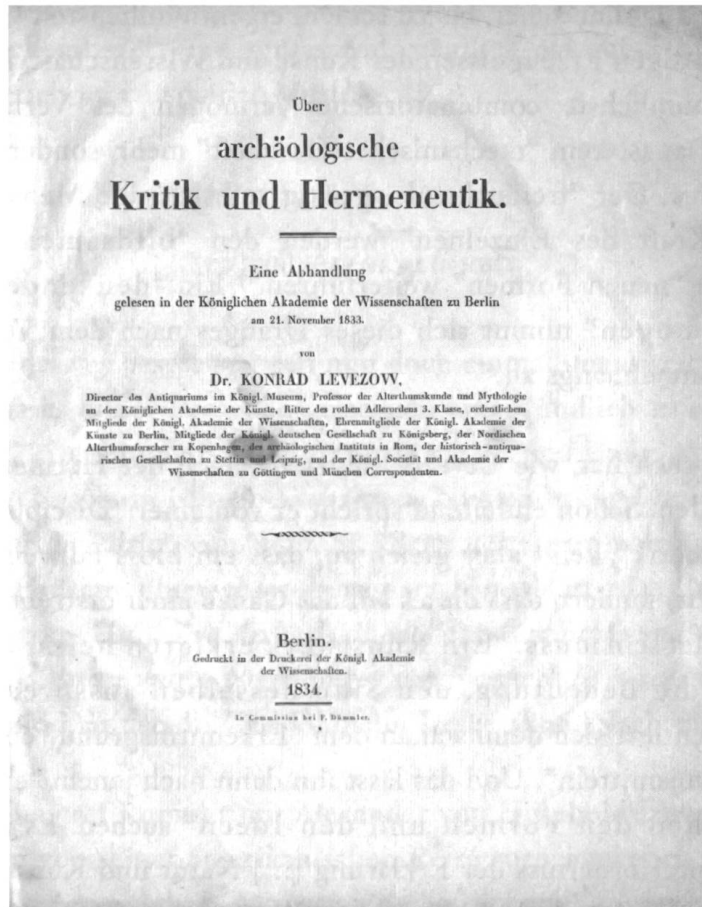 Über
archäologische
Kritik und Hermeneutik.
Eine Abhandlung
gelesen in der Königlichen Akademie der Wissenschaften zu Berlin
am 21. November 1833.
von
Dr. KONRAD LEVEZOW,
Director des Antiquariums im Königl. Museum, Professor der Alterthumskunde und Mythologie
an der Königlichen Akademie der Künste, Ritter des rothen Adlerordens 3. Klasse, ordentlichem
Mitgliede der Königl. Akademie der Wissenschaften, Ehrenmitgliede der Königl. Akademie der
Künste zu Berlin, Mitgliede der Königl. deutschen Gesellschaft zu Königsberg, der Nordischen
Alterthumsforscher zu Kopenhagen, des archäologischen Instituts in Rom, der historisch-antiqua-
rischen Gesellschaften zu Stettin und Leipzig, und der Königl. Societät und Akademie der
Wissenschaften zu Göttingen und München Correspondenten.
Berlin.
Gedruckt in der Druckerei der Königl. Akademie
der Wissenschaften.
1834.
In Commission bei F. Dümmler.